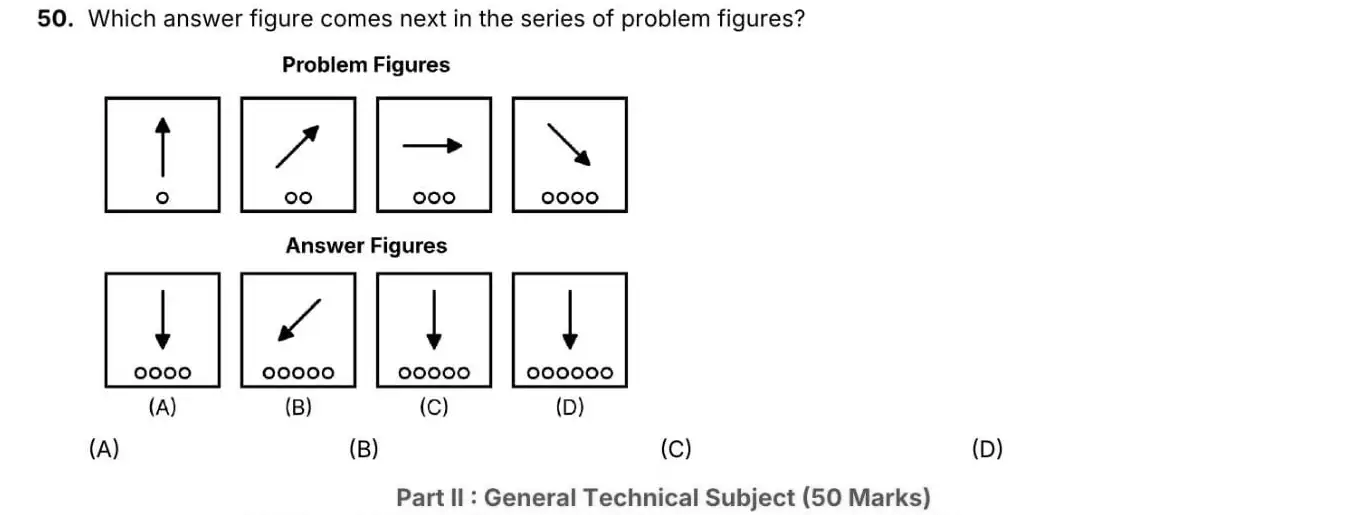 50. Which answer figure comes next in the series of problem figures?
Problem Figures
Answer Figures
(A) (B) (C) (D)
(A) (B) (C) (D)
Part II : General Technical Subject (50 Marks)